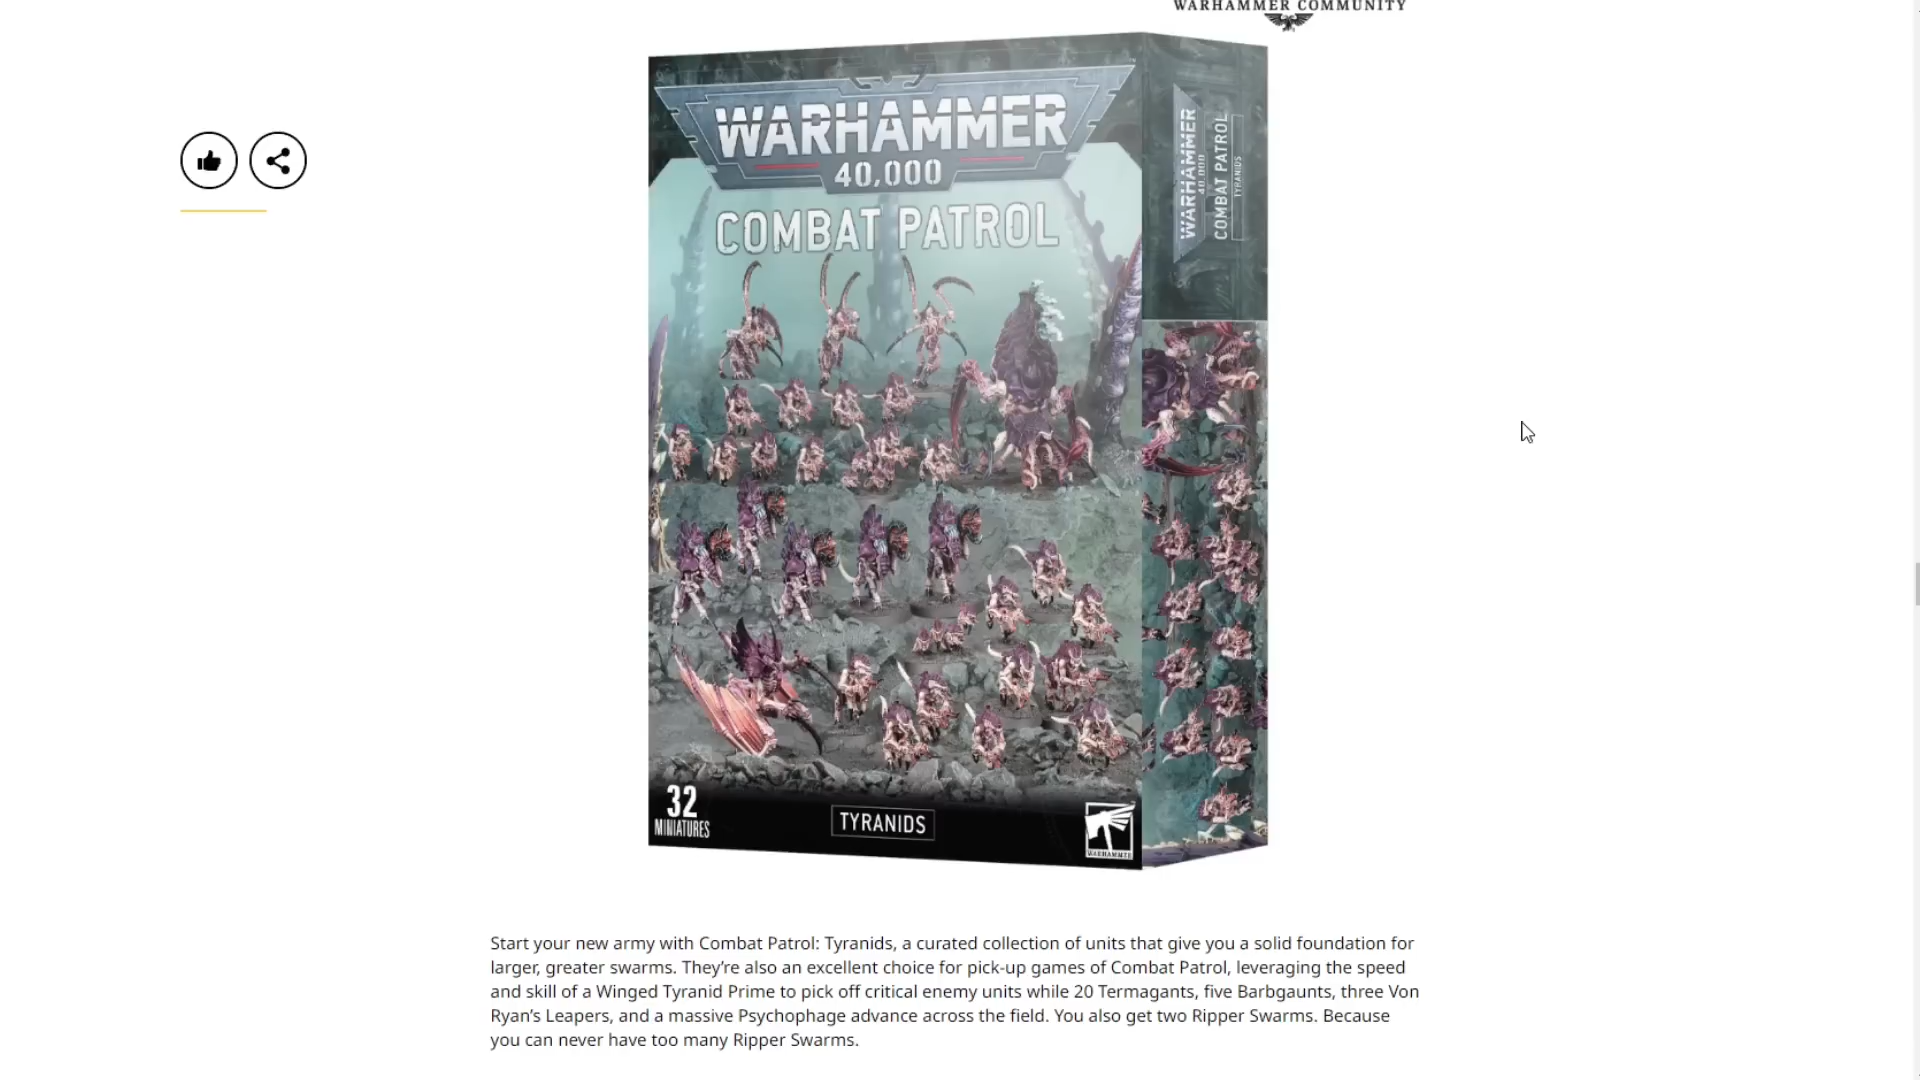 WARHAMMER COMMUNITY
WARHAMMER
40,000
COMBAT PATROL
WARHAMMER
40,000
COMBAT PATROL
TYRANIDS
32
MINIATURES
TYRANIDS
WARHAMMER
Start your new army with Combat Patrol: Tyranids, a curated collection of units that give you a solid foundation for
larger, greater swarms. They’re also an excellent choice for pick-up games of Combat Patrol, leveraging the speed
and skill of a Winged Tyranid Prime to pick off critical enemy units while 20 Termagants, five Barbgaunts, three Von
Ryan’s Leapers, and a massive Psychophage advance across the field. You also get two Ripper Swarms. Because
you can never have too many Ripper Swarms.